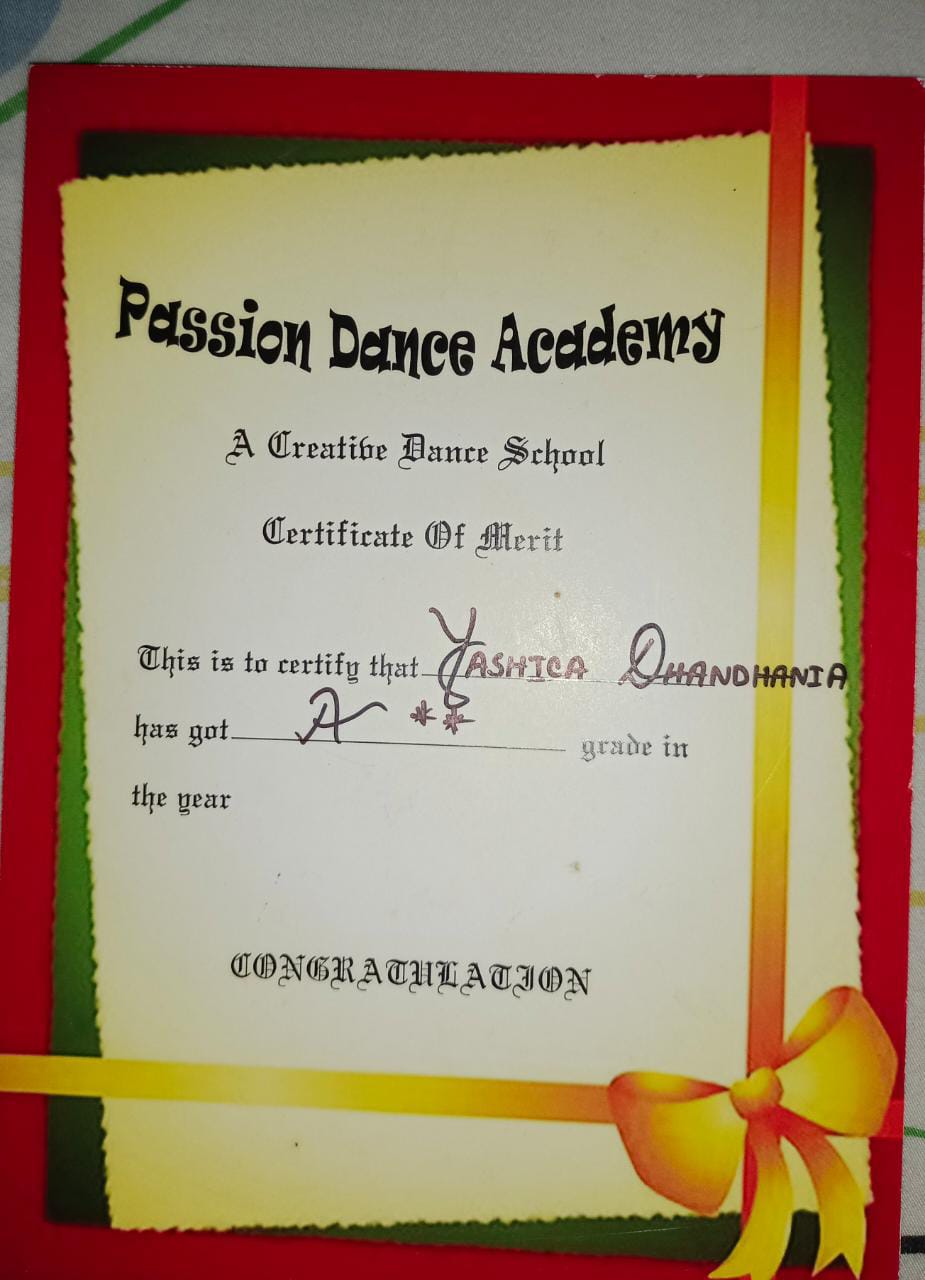 Passion Dance Academy
A Creative Dance School
Certificate Of Merit
This is to certify that YASHICA DHANDHANIA
has got A ** grade in
the year
CONGRATULATION